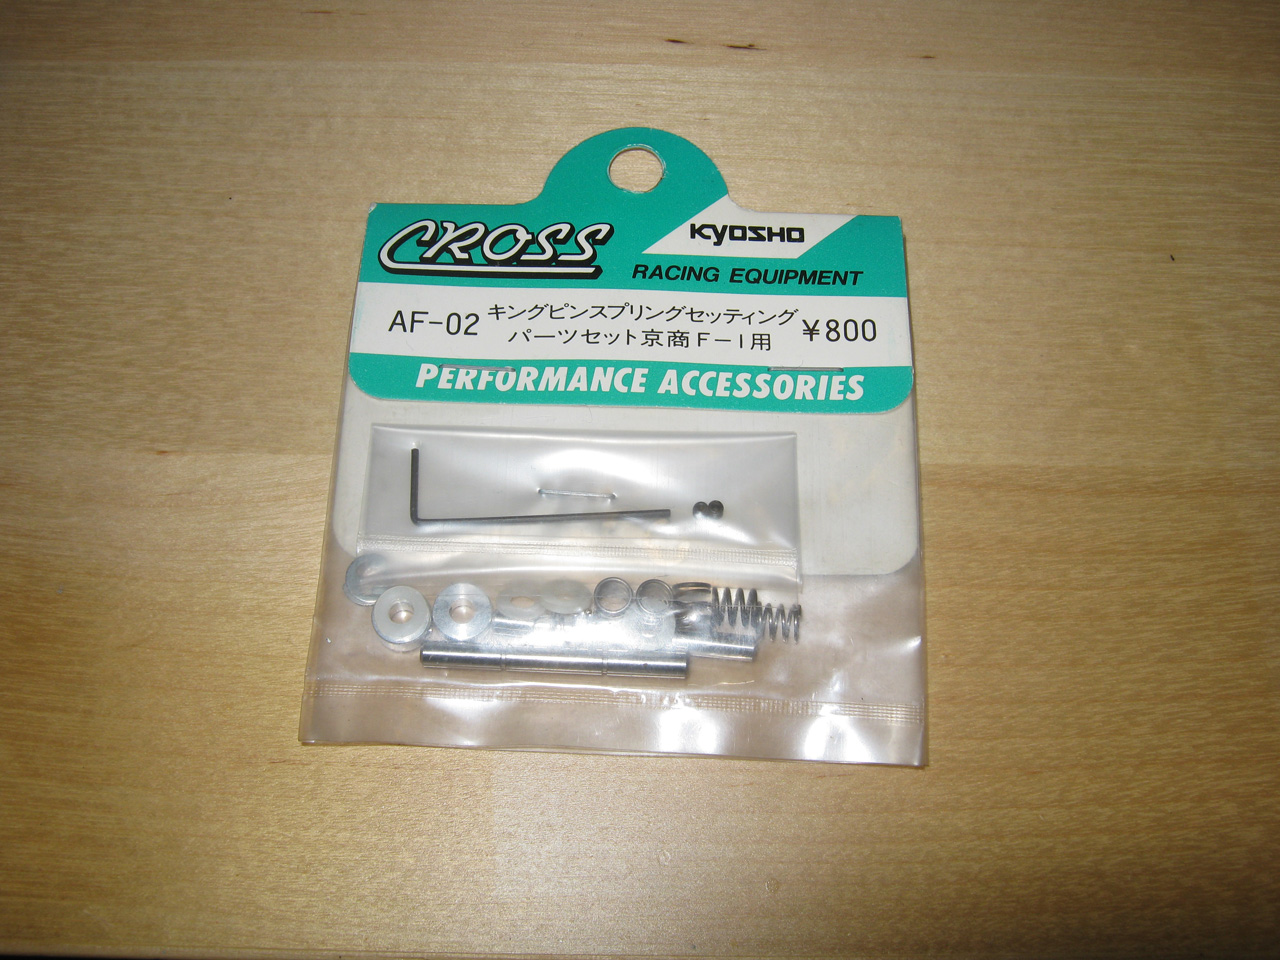 CROSS
KYOSHO
RACING EQUIPMENT
AF-02 キングピンスプリングセッティング ¥800
パーツセット京商F-1用
PERFORMANCE ACCESSORIES